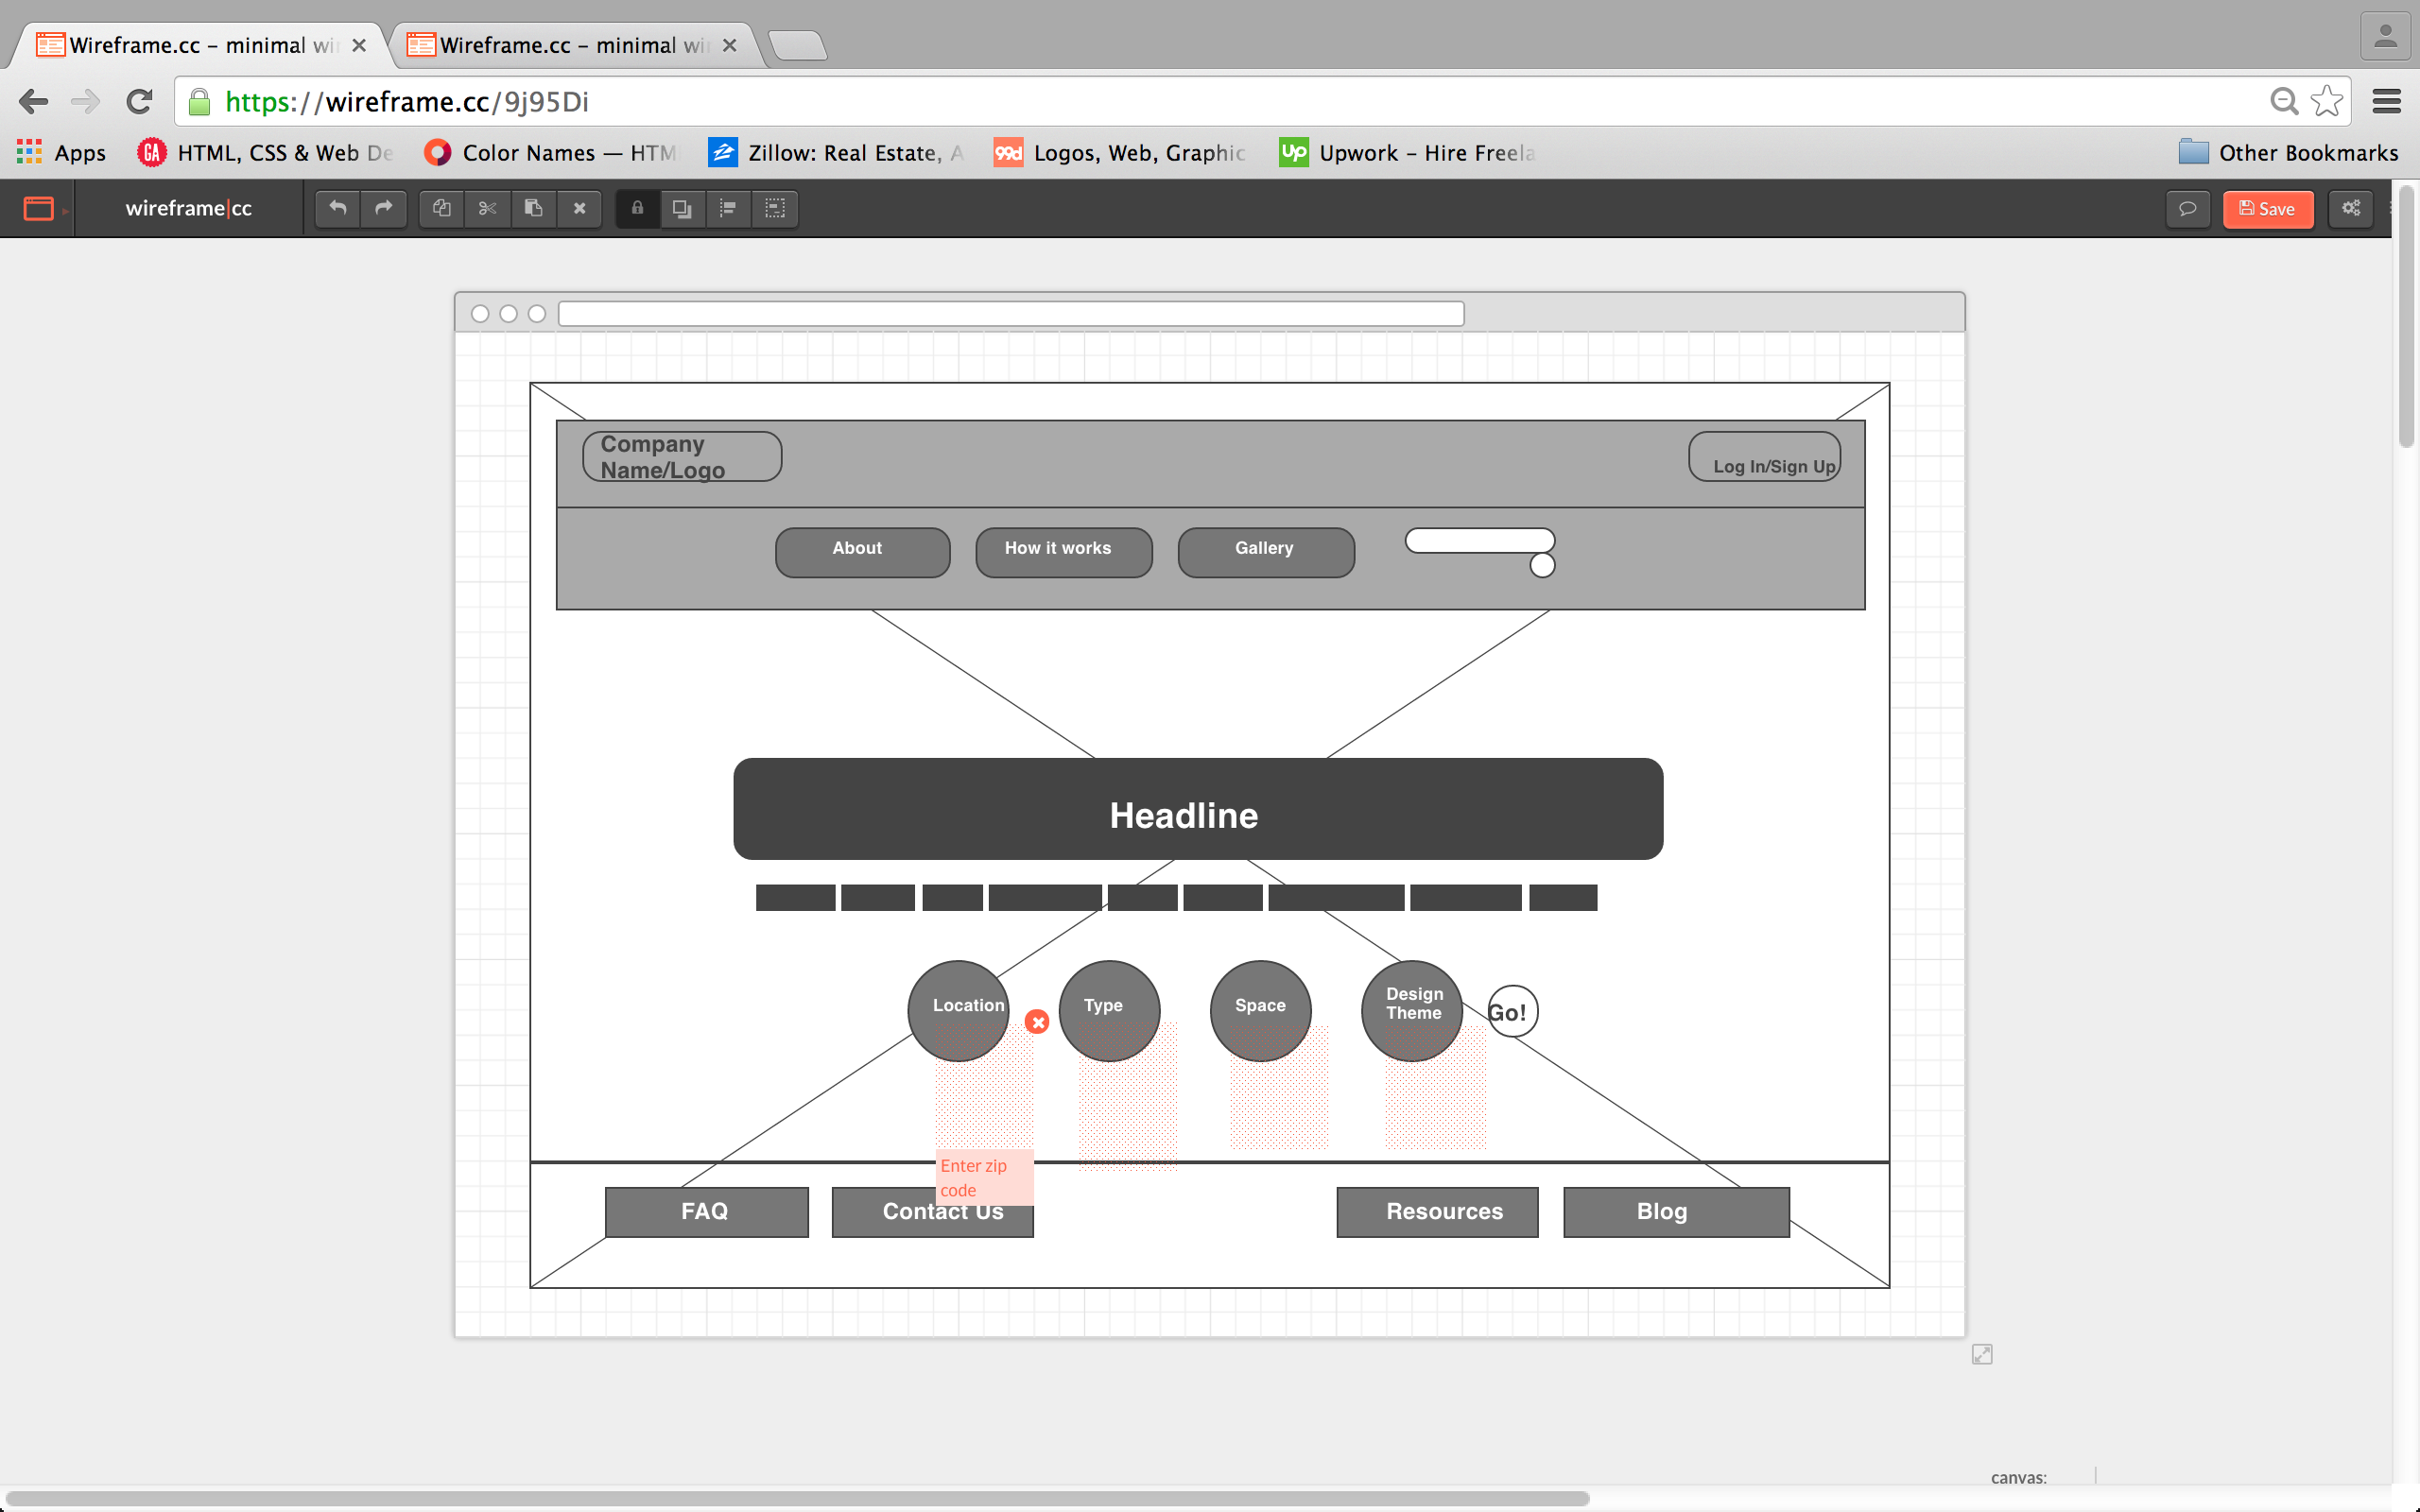 Wireframe.cc – minimal wi
Wireframe.cc – minimal wi
https://wireframe.cc/9j95Di
Apps
HTML, CSS & Web De
Color Names — HTM
Zillow: Real Estate, A
99d
Logos, Web, Graphic
Up
Upwork – Hire Freela
Other Bookmarks
GA
wireframe|cc
Save
Company
Name/Logo
Log In/Sign Up
About
How it works
Gallery
Headline
Location
Type
Space
Design
Theme
Go!
Enter zip
code
FAQ
Contact Us
Resources
Blog
canvas: